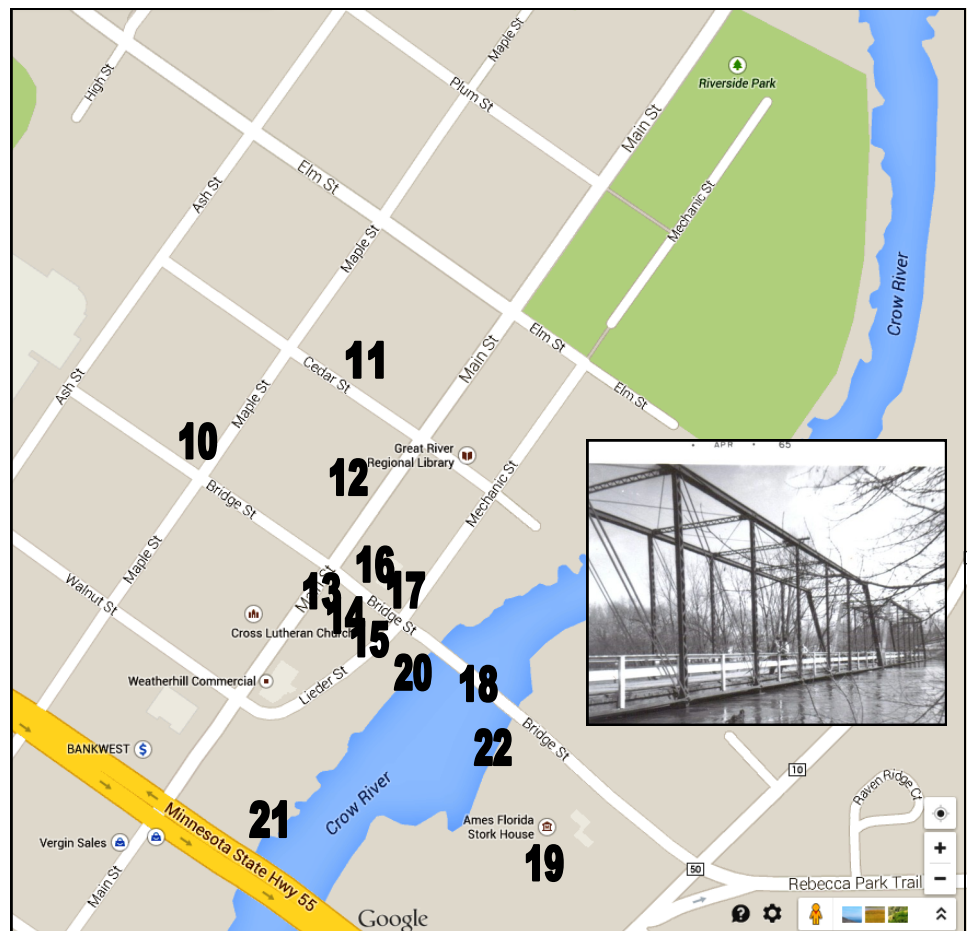 Maple St
High St
Plum St
Riverside Park
Main St
Elm St
Ash St
Mechanic St
Maple St
Crow River
Elm St
Main St
11
Cedar St
Ash St
Maple St
Elm St
10
Great River
Regional Library
12
Mechanic St
APR 65
Bridge St
Maple St
16
Walnut St
13
17
Main St
14
Bridge St
Cross Lutheran Church
15
20
18
Weatherhill Commercial
Lieder St
22
Bridge St
BANKWEST
10
Raven Ridge Ct
21
Crow River
Minnesota State Hwy 55
Ames Florida
Stork House
Vergin Sales
19
50
Main St
Rebecca Park Trail
Google